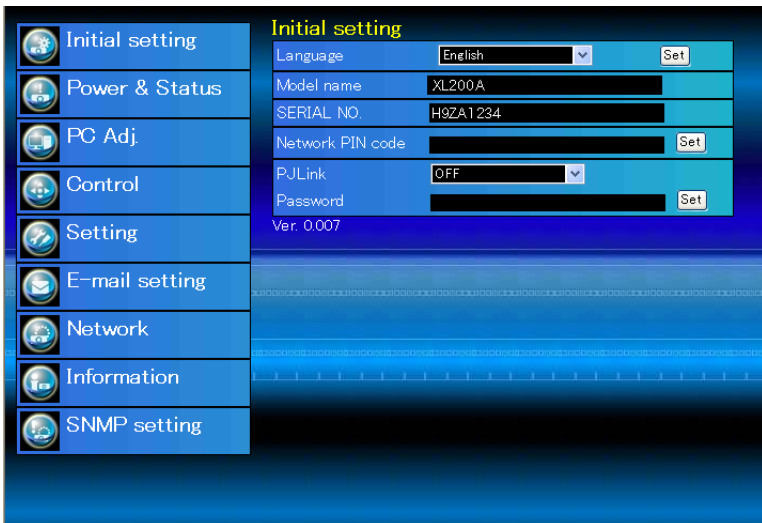 Initial setting
Power & Status
PC Adj.
Control
Setting
E-mail setting
Network
Information
SNMP setting
Initial setting
Language English Set
Model name XL200A
SERIAL NO. H9ZA1234
Network PIN code Set
PJLink OFF
Password Set
Ver. 0.007